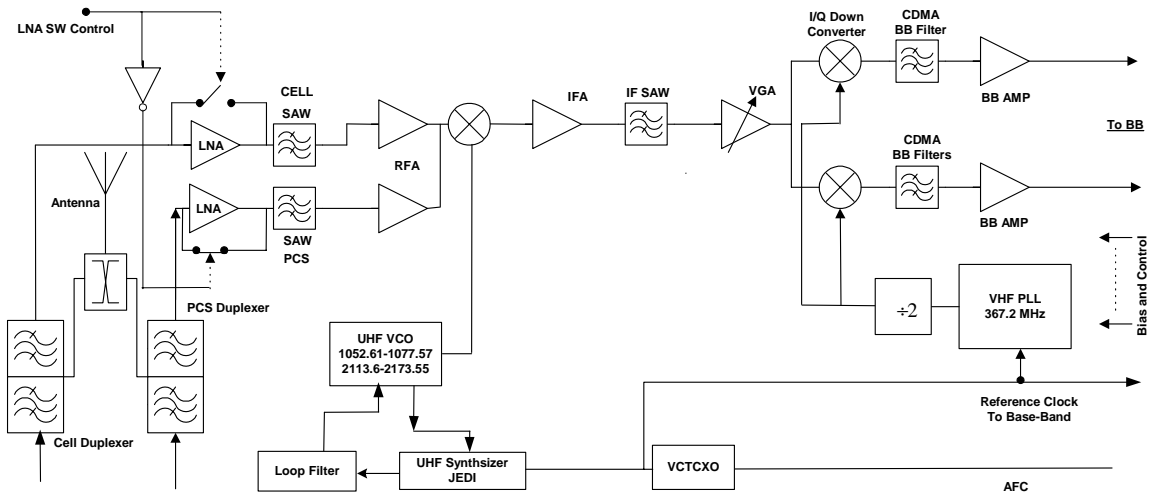 LNA SW Control
I/Q Down
Converter
CDMA
BB Filter
BB AMP
CELL
SAW
IFA
IF SAW
VGA
To BB
LNA
RFA
CDMA
BB Filters
BB AMP
Antenna
LNA
SAW
PCS
PCS Duplexer
Bias and Control
÷2
VHF PLL
367.2 MHz
UHF VCO
1052.61-1077.57
2113.6-2173.55
Reference Clock
To Base-Band
Cell Duplexer
Loop Filter
UHF Synthsizer
JEDI
VCTCXO
AFC